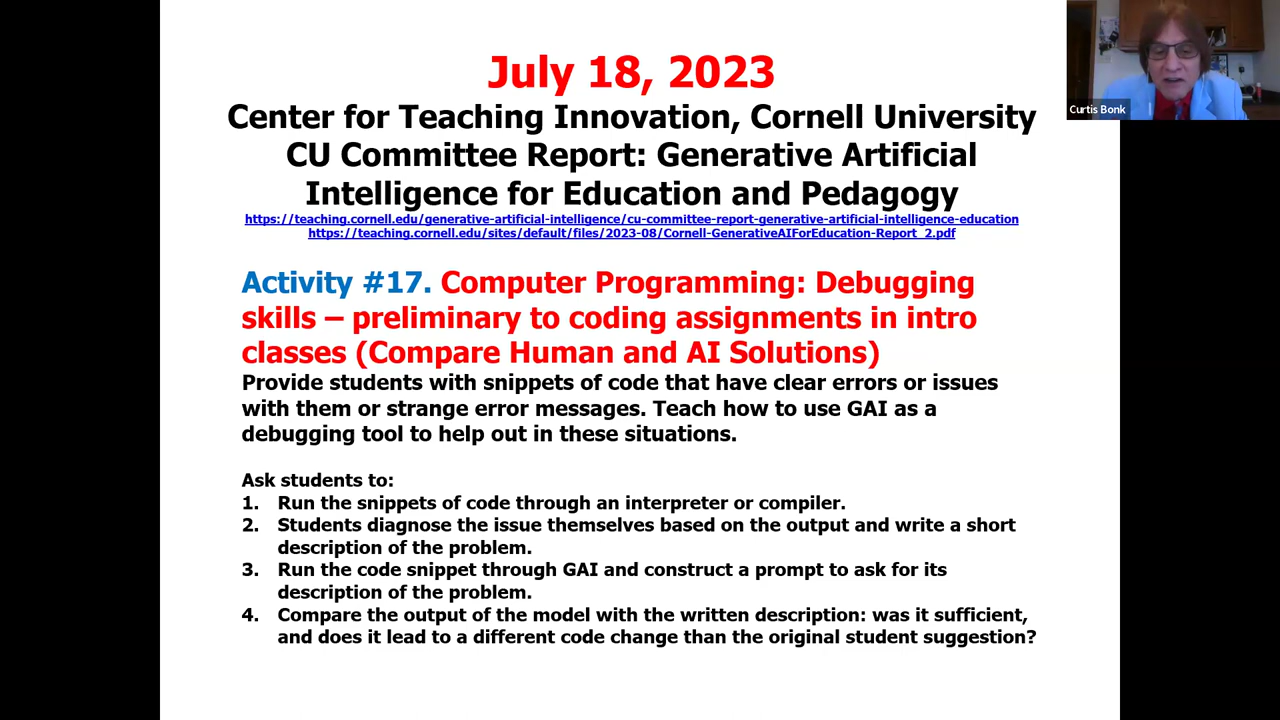 July 18, 2023
Center for Teaching Innovation, Cornell University
CU Committee Report: Generative Artificial
Intelligence for Education and Pedagogy
https://teaching.cornell.edu/generative-artificial-intelligence/cu-committee-report-generative-artificial-intelligence-education
https://teaching.cornell.edu/sites/default/files/2023-08/Cornell-GenerativeAIForEducation-Report_2.pdf
Curtis Bonk
Activity #17. Computer Programming: Debugging
skills – preliminary to coding assignments in intro
classes (Compare Human and AI Solutions)
Provide students with snippets of code that have clear errors or issues
with them or strange error messages. Teach how to use GAI as a
debugging tool to help out in these situations.
Ask students to:
1. Run the snippets of code through an interpreter or compiler.
2. Students diagnose the issue themselves based on the output and write a short
description of the problem.
3. Run the code snippet through GAI and construct a prompt to ask for its
description of the problem.
4. Compare the output of the model with the written description: was it sufficient,
and does it lead to a different code change than the original student suggestion?